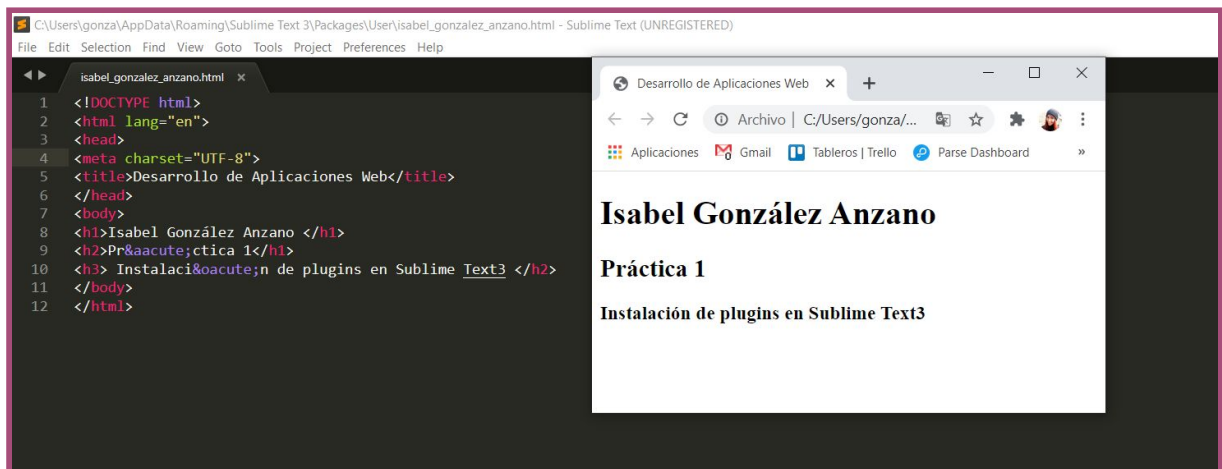 C:\Users\gonza\AppData\Roaming\Sublime Text 3\Packages\User\isabel_gonzalez_anzano.html - Sublime Text (UNREGISTERED)
File Edit Selection Find View Goto Tools Project Preferences Help
isabel_gonzalez_anzano.html ×
1 <!DOCTYPE html>
2 <html lang="en">
3 <head>
4 <meta charset="UTF-8">
5 <title>Desarrollo de Aplicaciones Web</title>
6 </head>
7 <body>
8 <h1>Isabel González Anzano </h1>
9 <h2>Pr&aacute;ctica 1</h1>
10 <h3> Instalaci&oacute;n de plugins en Sublime Text3 </h2>
11 </body>
12 </html>
Desarrollo de Aplicaciones Web
Archivo | C:/Users/gonza/...
Aplicaciones Gmail Tableros | Trello Parse Dashboard »
Isabel González Anzano
Práctica 1
Instalación de plugins en Sublime Text3